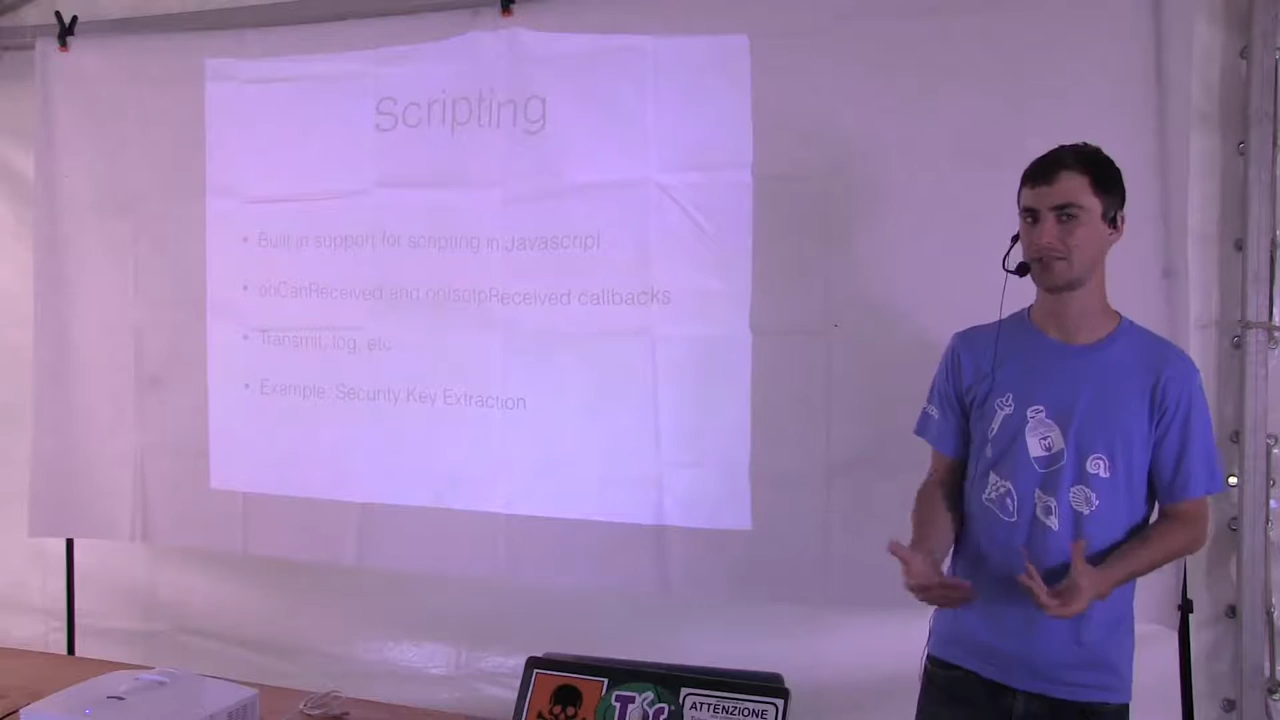 Scripting
• Built in support for scripting in Javascript
• onCanReceived and onIsotpReceived callbacks
• Transmit, log, etc
• Example: Security Key Extraction
ATTENZIONE